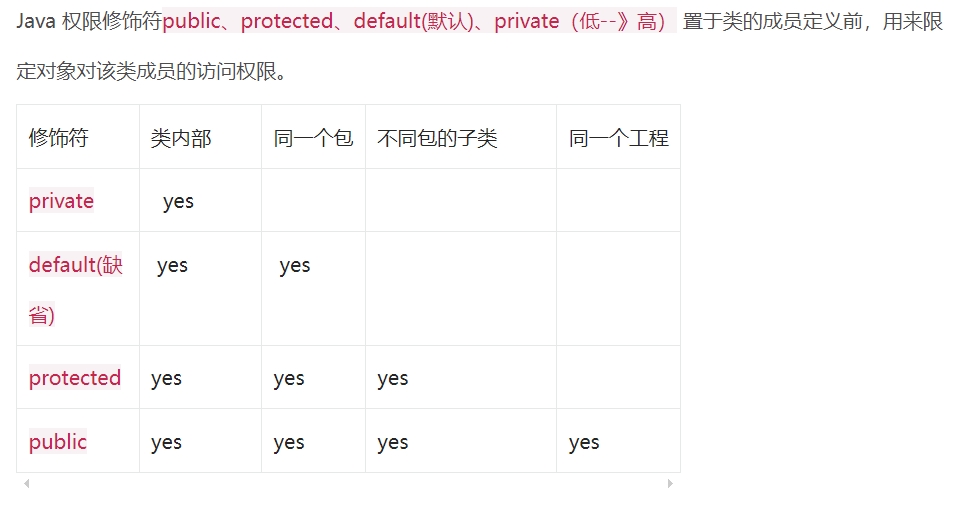 Java 权限修饰符public、protected、default(默认)、private（低--》高） 置于类的成员定义前，用来限
定对象对该类成员的访问权限。
修饰符 类内部 同一个包 不同包的子类 同一个工程
private yes
default(缺
省) yes yes
protected yes yes yes
public yes yes yes yes